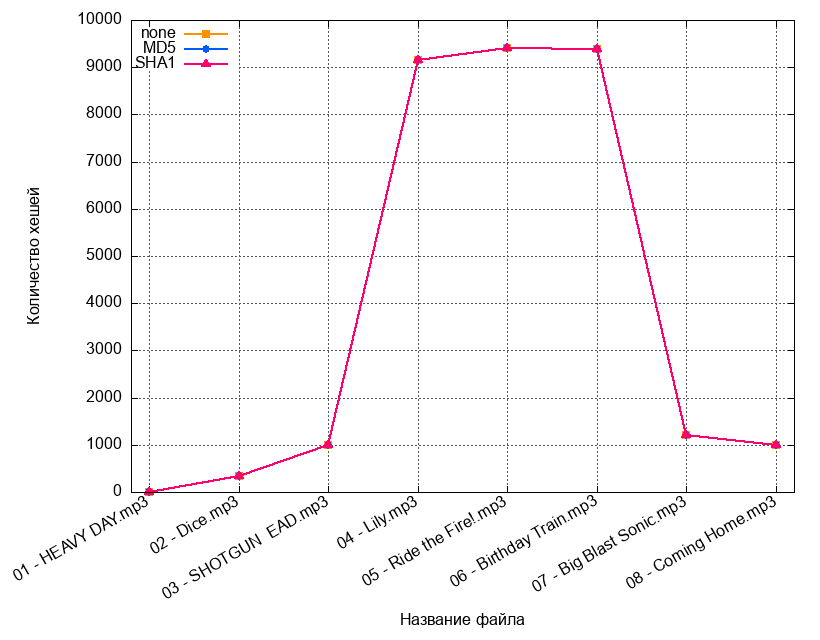 10000
9000
8000
7000
6000
5000
4000
3000
2000
1000
0
none
MD5
SHA1
Количество хешей
01 - HEAVY DAY.mp3
02 - Dice.mp3
03 - SHOTGUN  EAD.mp3
04 - Lily.mp3
05 - Ride the Fire!.mp3
06 - Birthday Train.mp3
07 - Big Blast Sonic.mp3
08 - Coming Home.mp3
Название файла